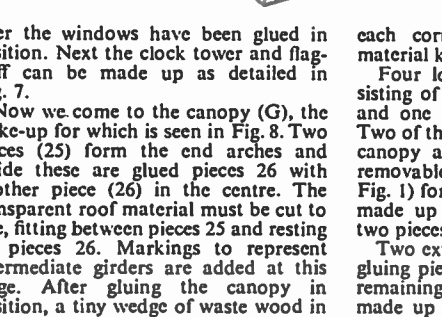 er the windows have been glued in
sition. Next the clock tower and flag-
ff can be made up as detailed in
. 7.
Now we come to the canopy (G), the
ke-up for which is seen in Fig. 8. Two
ces (25) form the end arches and
ide these are glued pieces 26 with
other piece (26) in the centre. The
nsparent roof material must be cut to
e, fitting between pieces 25 and resting
pieces 26. Markings to represent
ermediate girders are added at this
ge. After gluing the canopy in
sition, a tiny wedge of waste wood in
each corn
material k
Four le
sisting of
and one
Two of th
canopy a
removable
Fig. 1) for
made up
two pieces
Two ext
gluing pie
remaining
made up